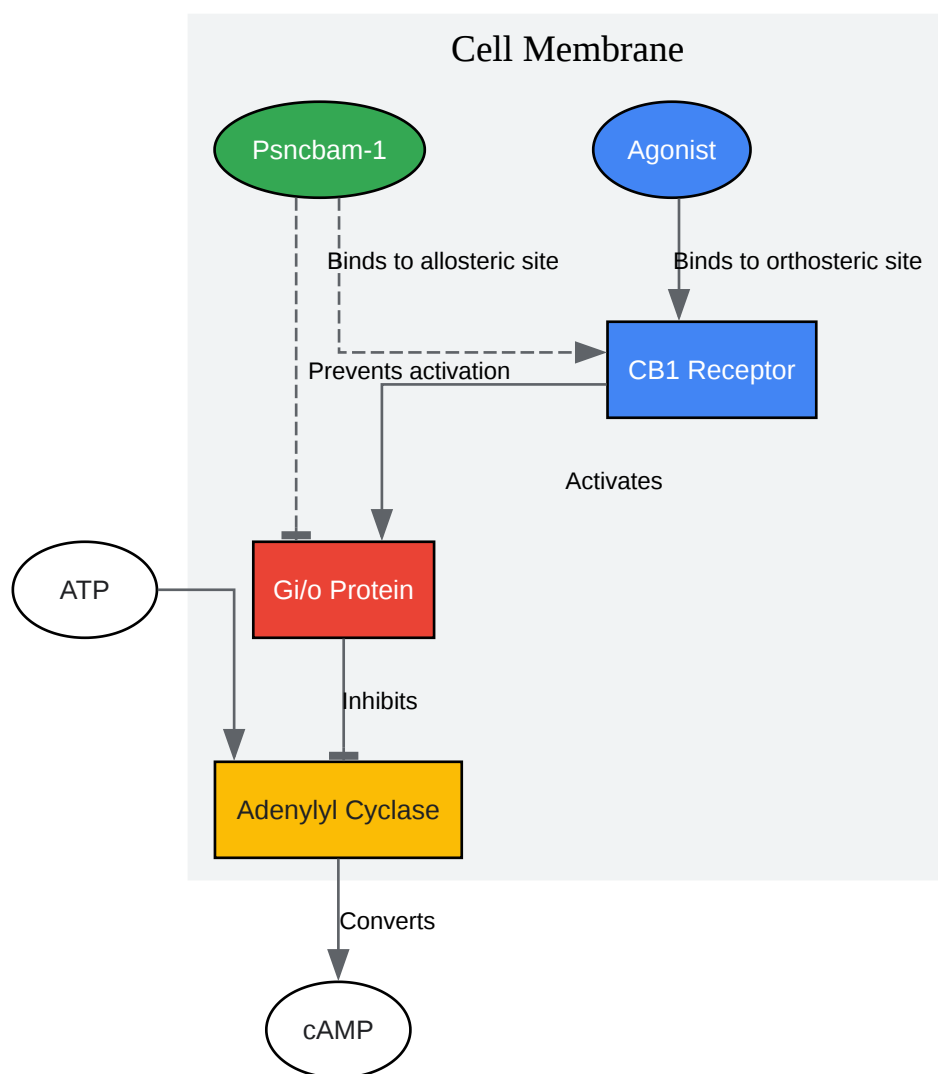 Cell Membrane
Psncbam-1
Agonist
Binds to allosteric site
Binds to orthosteric site
Prevents activation
CB1 Receptor
Activates
ATP
Gi/o Protein
Inhibits
Adenylyl Cyclase
Converts
cAMP